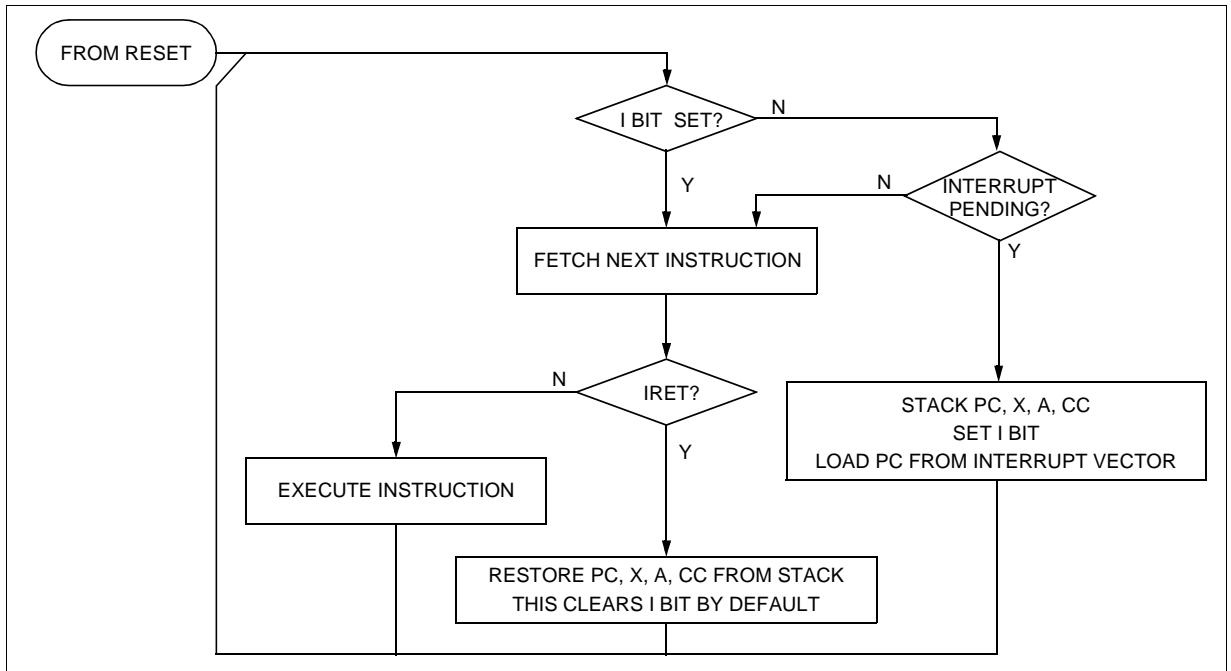 FROM RESET
I BIT SET?
N
Y
N
INTERRUPT
PENDING?
Y
FETCH NEXT INSTRUCTION
N
IRET?
Y
STACK PC, X, A, CC
SET I BIT
LOAD PC FROM INTERRUPT VECTOR
EXECUTE INSTRUCTION
RESTORE PC, X, A, CC FROM STACK
THIS CLEARS I BIT BY DEFAULT